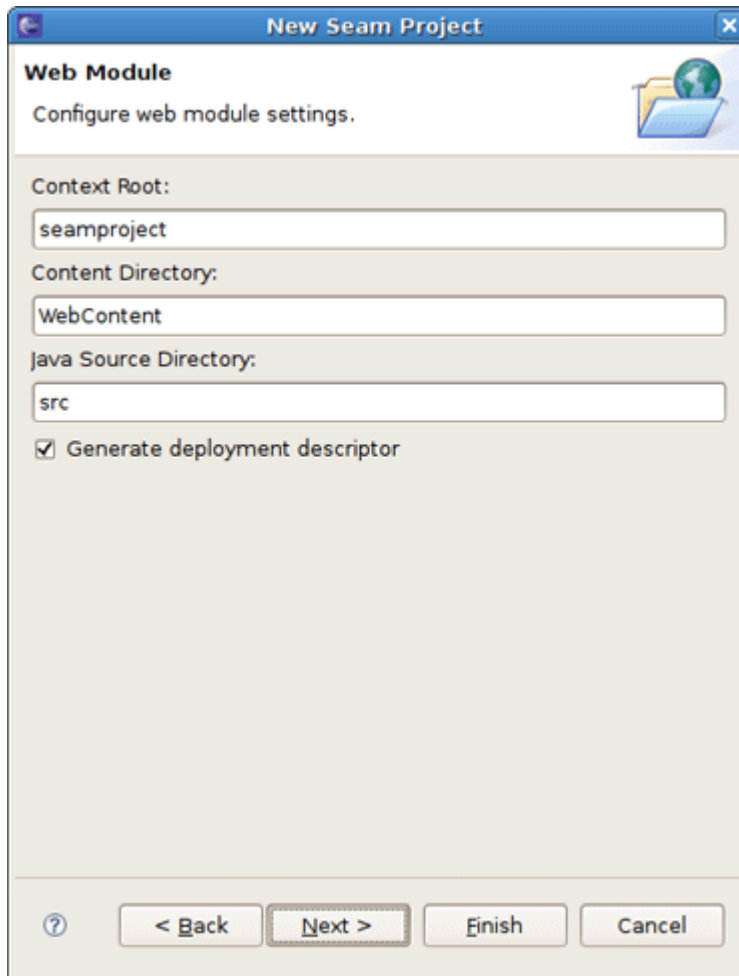 New Seam Project
Web Module
Configure web module settings.
Context Root:
seamproject
Content Directory:
WebContent
Java Source Directory:
src
Generate deployment descriptor
< Back Next > Finish Cancel